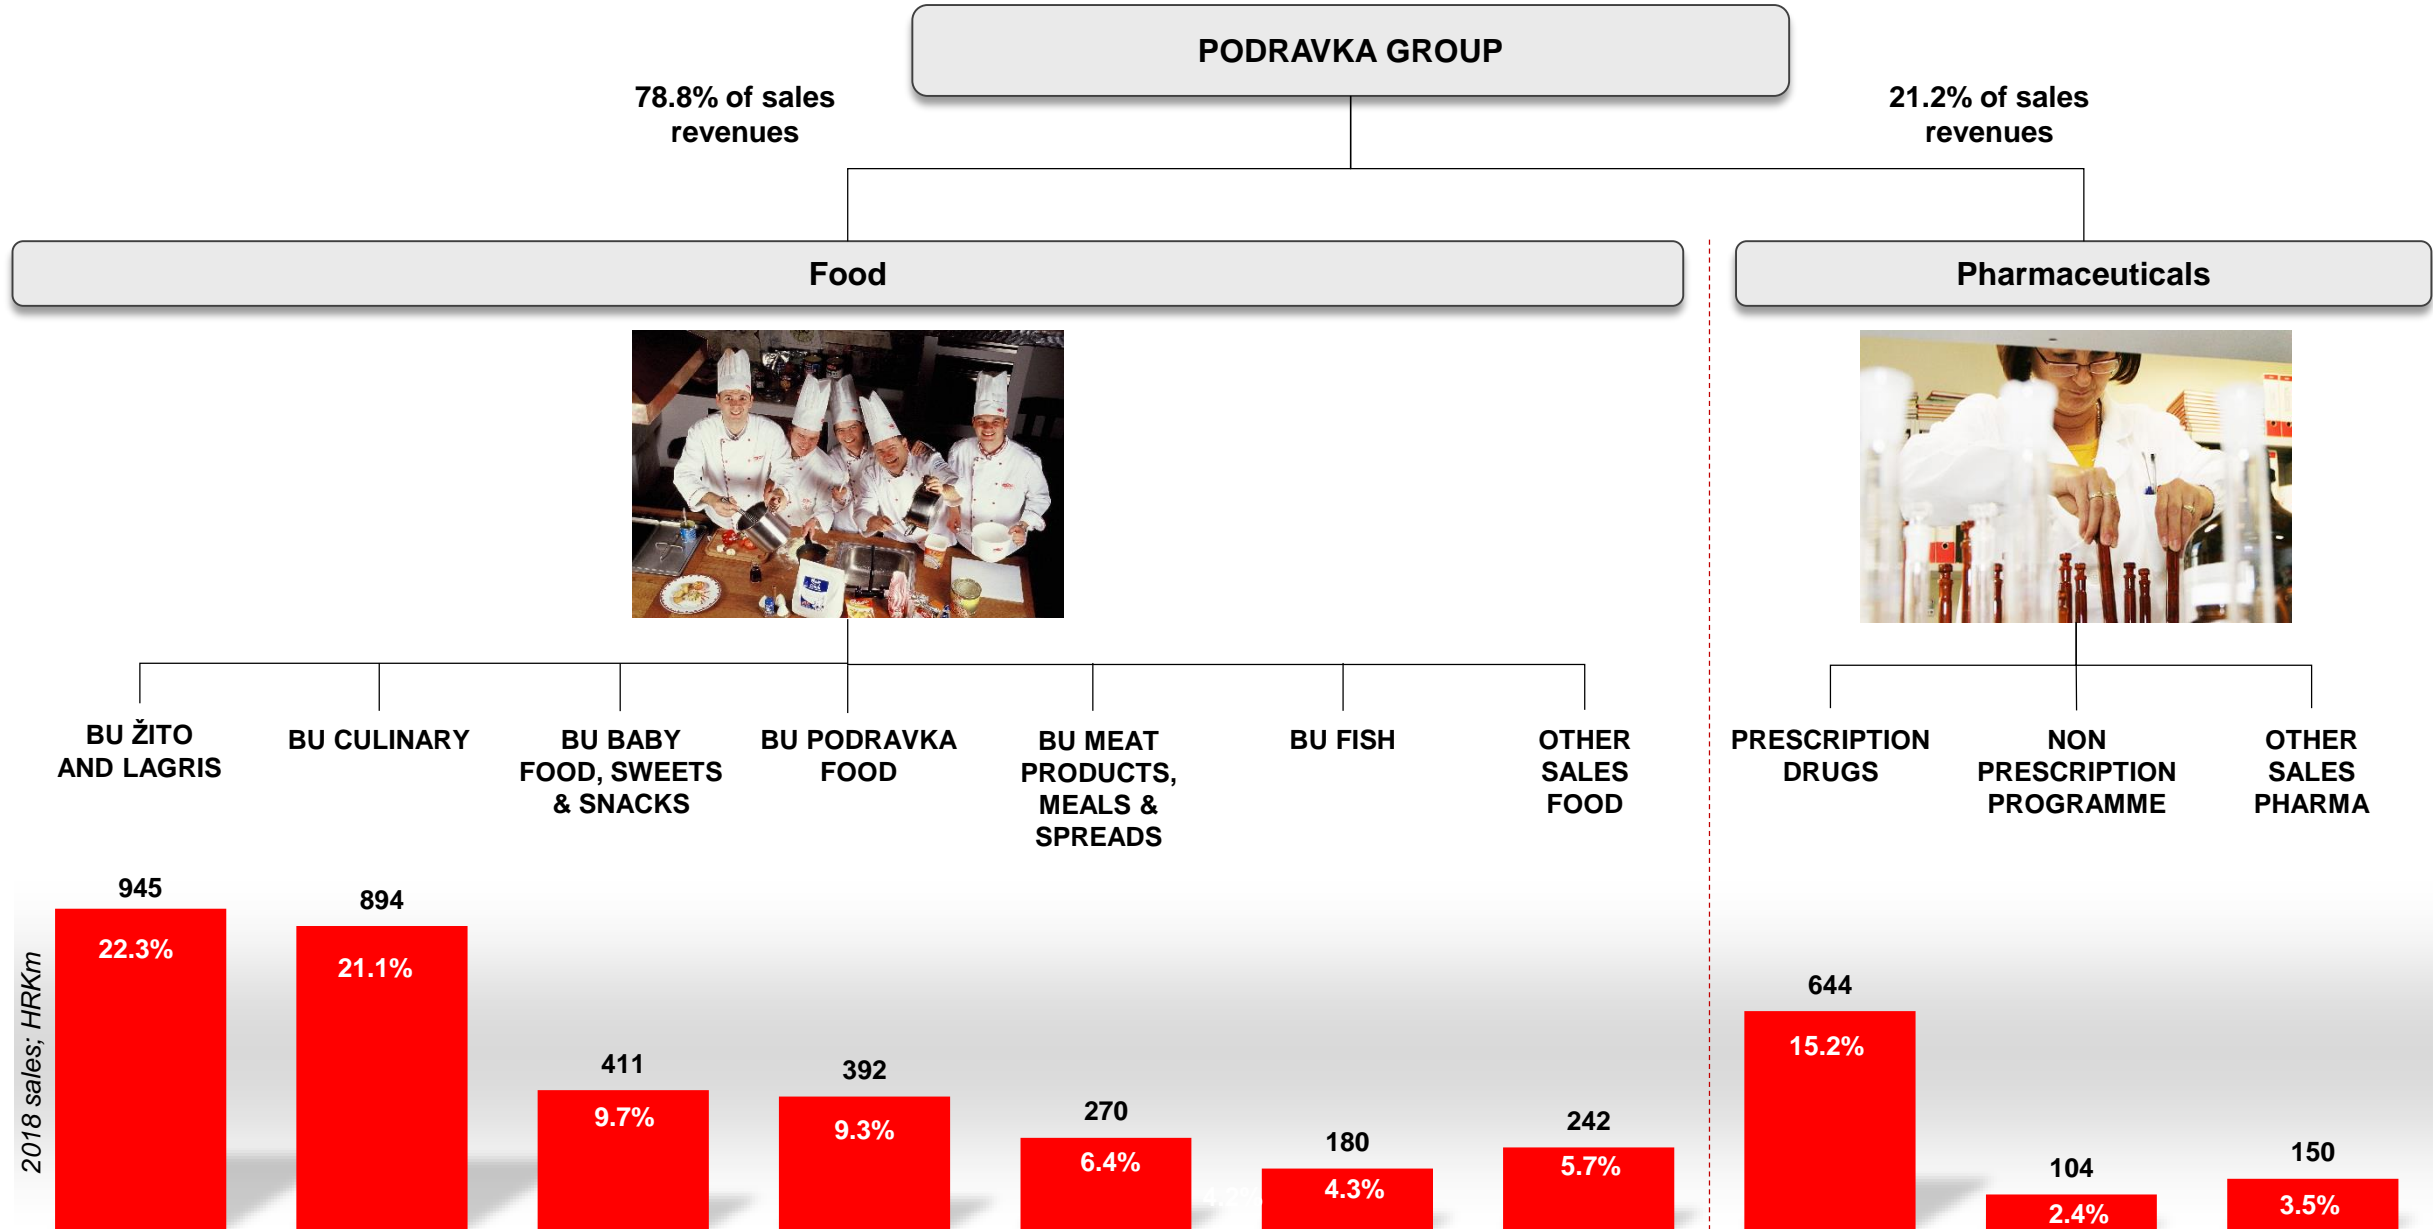 PODRAVKA GROUP
78.8% of sales
revenues
21.2% of sales
revenues
Food
Pharmaceuticals
BU ŽITO
AND LAGRIS
BU CULINARY
BU BABY
FOOD, SWEETS
& SNACKS
BU PODRAVKA
FOOD
BU MEAT
PRODUCTS,
MEALS &
SPREADS
BU FISH
OTHER
SALES
FOOD
PRESCRIPTION
DRUGS
NON
PRESCRIPTION
PROGRAMME
OTHER
SALES
PHARMA
2018 sales; HRKm
945
22.3%
894
21.1%
411
9.7%
392
9.3%
270
6.4%
4.2%
180
4.3%
242
5.7%
644
15.2%
104
2.4%
150
3.5%